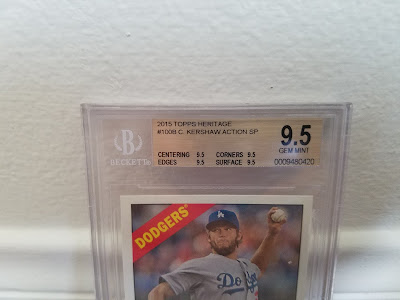 2015 TOPPS HERITAGE
#100B C. KERSHAW ACTION SP
BECKETT
CENTERING 9.5 CORNERS 9.5
EDGES 9.5 SURFACE 9.5
9.5
GEM MINT
0009480420
DODGERS
LA
Do